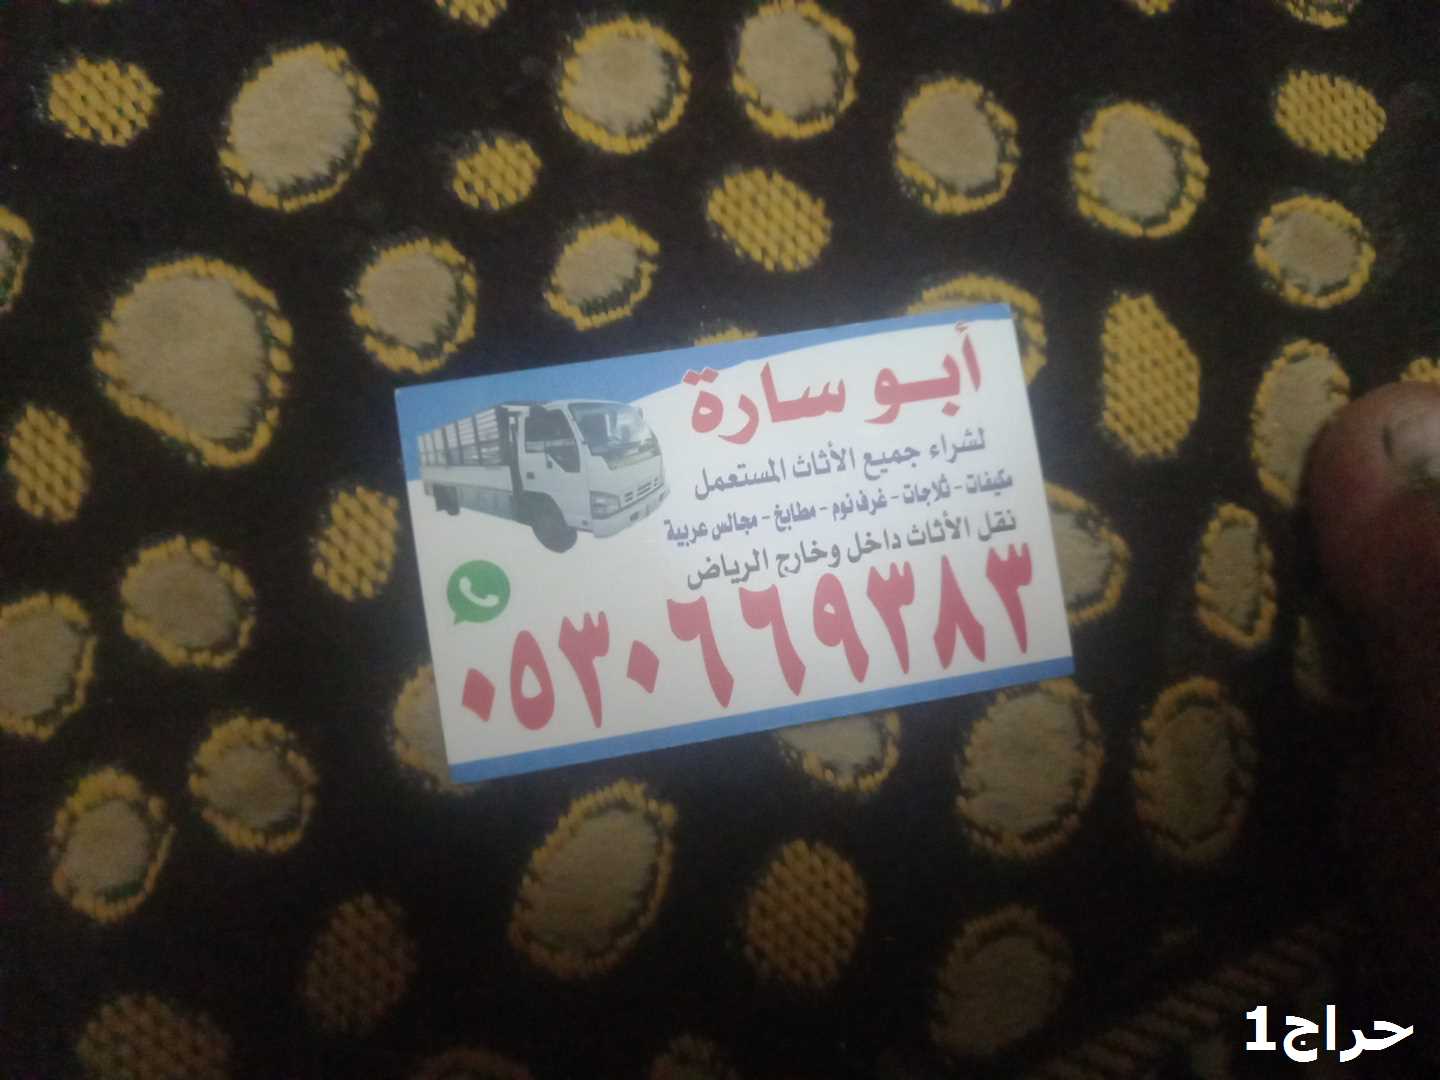 أبو سارة
لشراء جميع الأثاث المستعمل
مكيفات - ثلاجات - غرف نوم - مطابخ - مجالس عربية
نقل الأثاث داخل وخارج الرياض
٠٥٣٠٦٦٩٣٨٣
حراج1